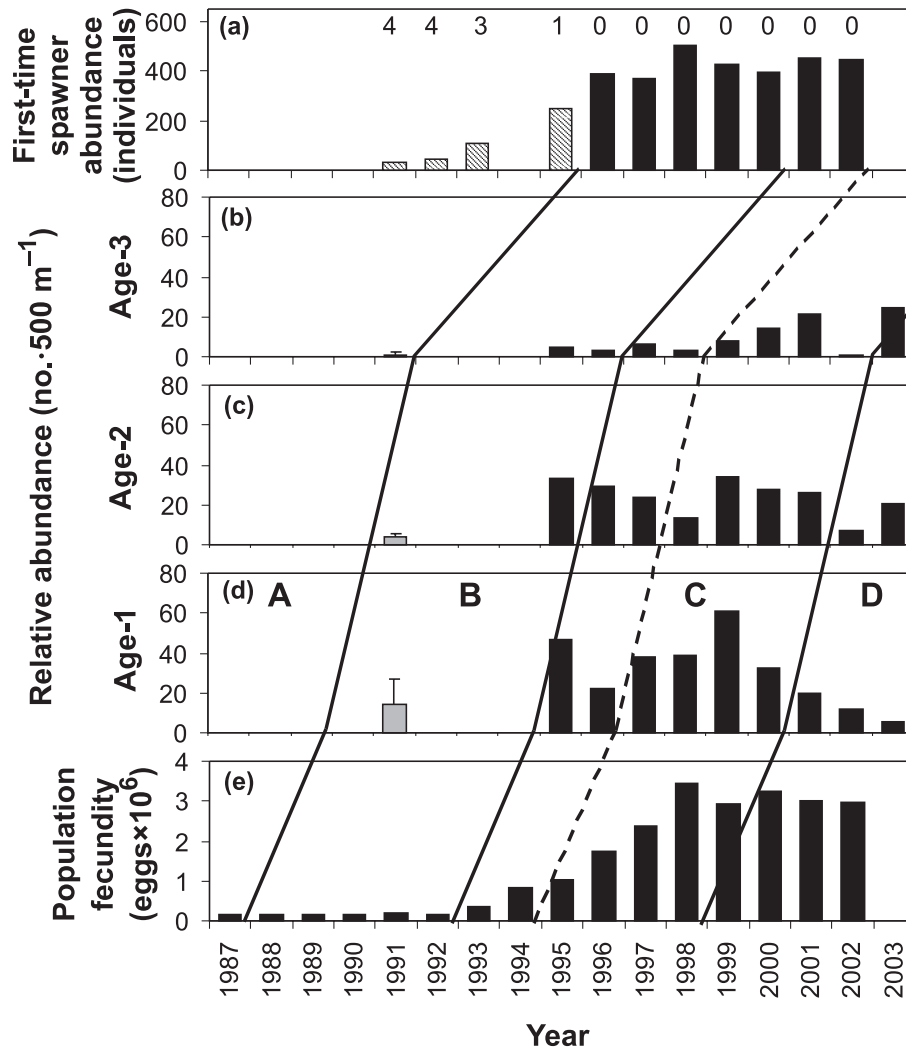 First-time
spawner
abundance
(individuals)
600
400
200
0
(a)
4 4 3 1 0 0 0 0 0 0 0
Relative abundance (no.·500 m⁻¹)
Age-3
80
60
40
20
0
(b)
Age-2
80
60
40
20
0
(c)
Age-1
80
60
40
20
0
(d)
A B C D
Population
fecundity
(eggs×10⁶)
4
3
2
1
0
(e)
1987 1988 1989 1990 1991 1992 1993 1994 1995 1996 1997 1998 1999 2000 2001 2002 2003
Year